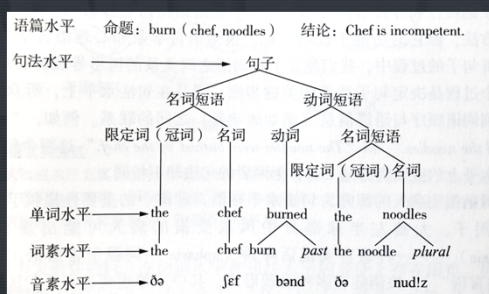 语篇水平 命题：burn（chef, noodles） 结论：Chef is incompetent.
句法水平 句子
名词短语 动词短语
限定词（冠词） 名词 动词 名词短语
限定词（冠词）名词
单词水平 the chef burned the noodles
词素水平 the chef burn past the noodle plural
音素水平 ðə ʃεf bənd ðə nud!z